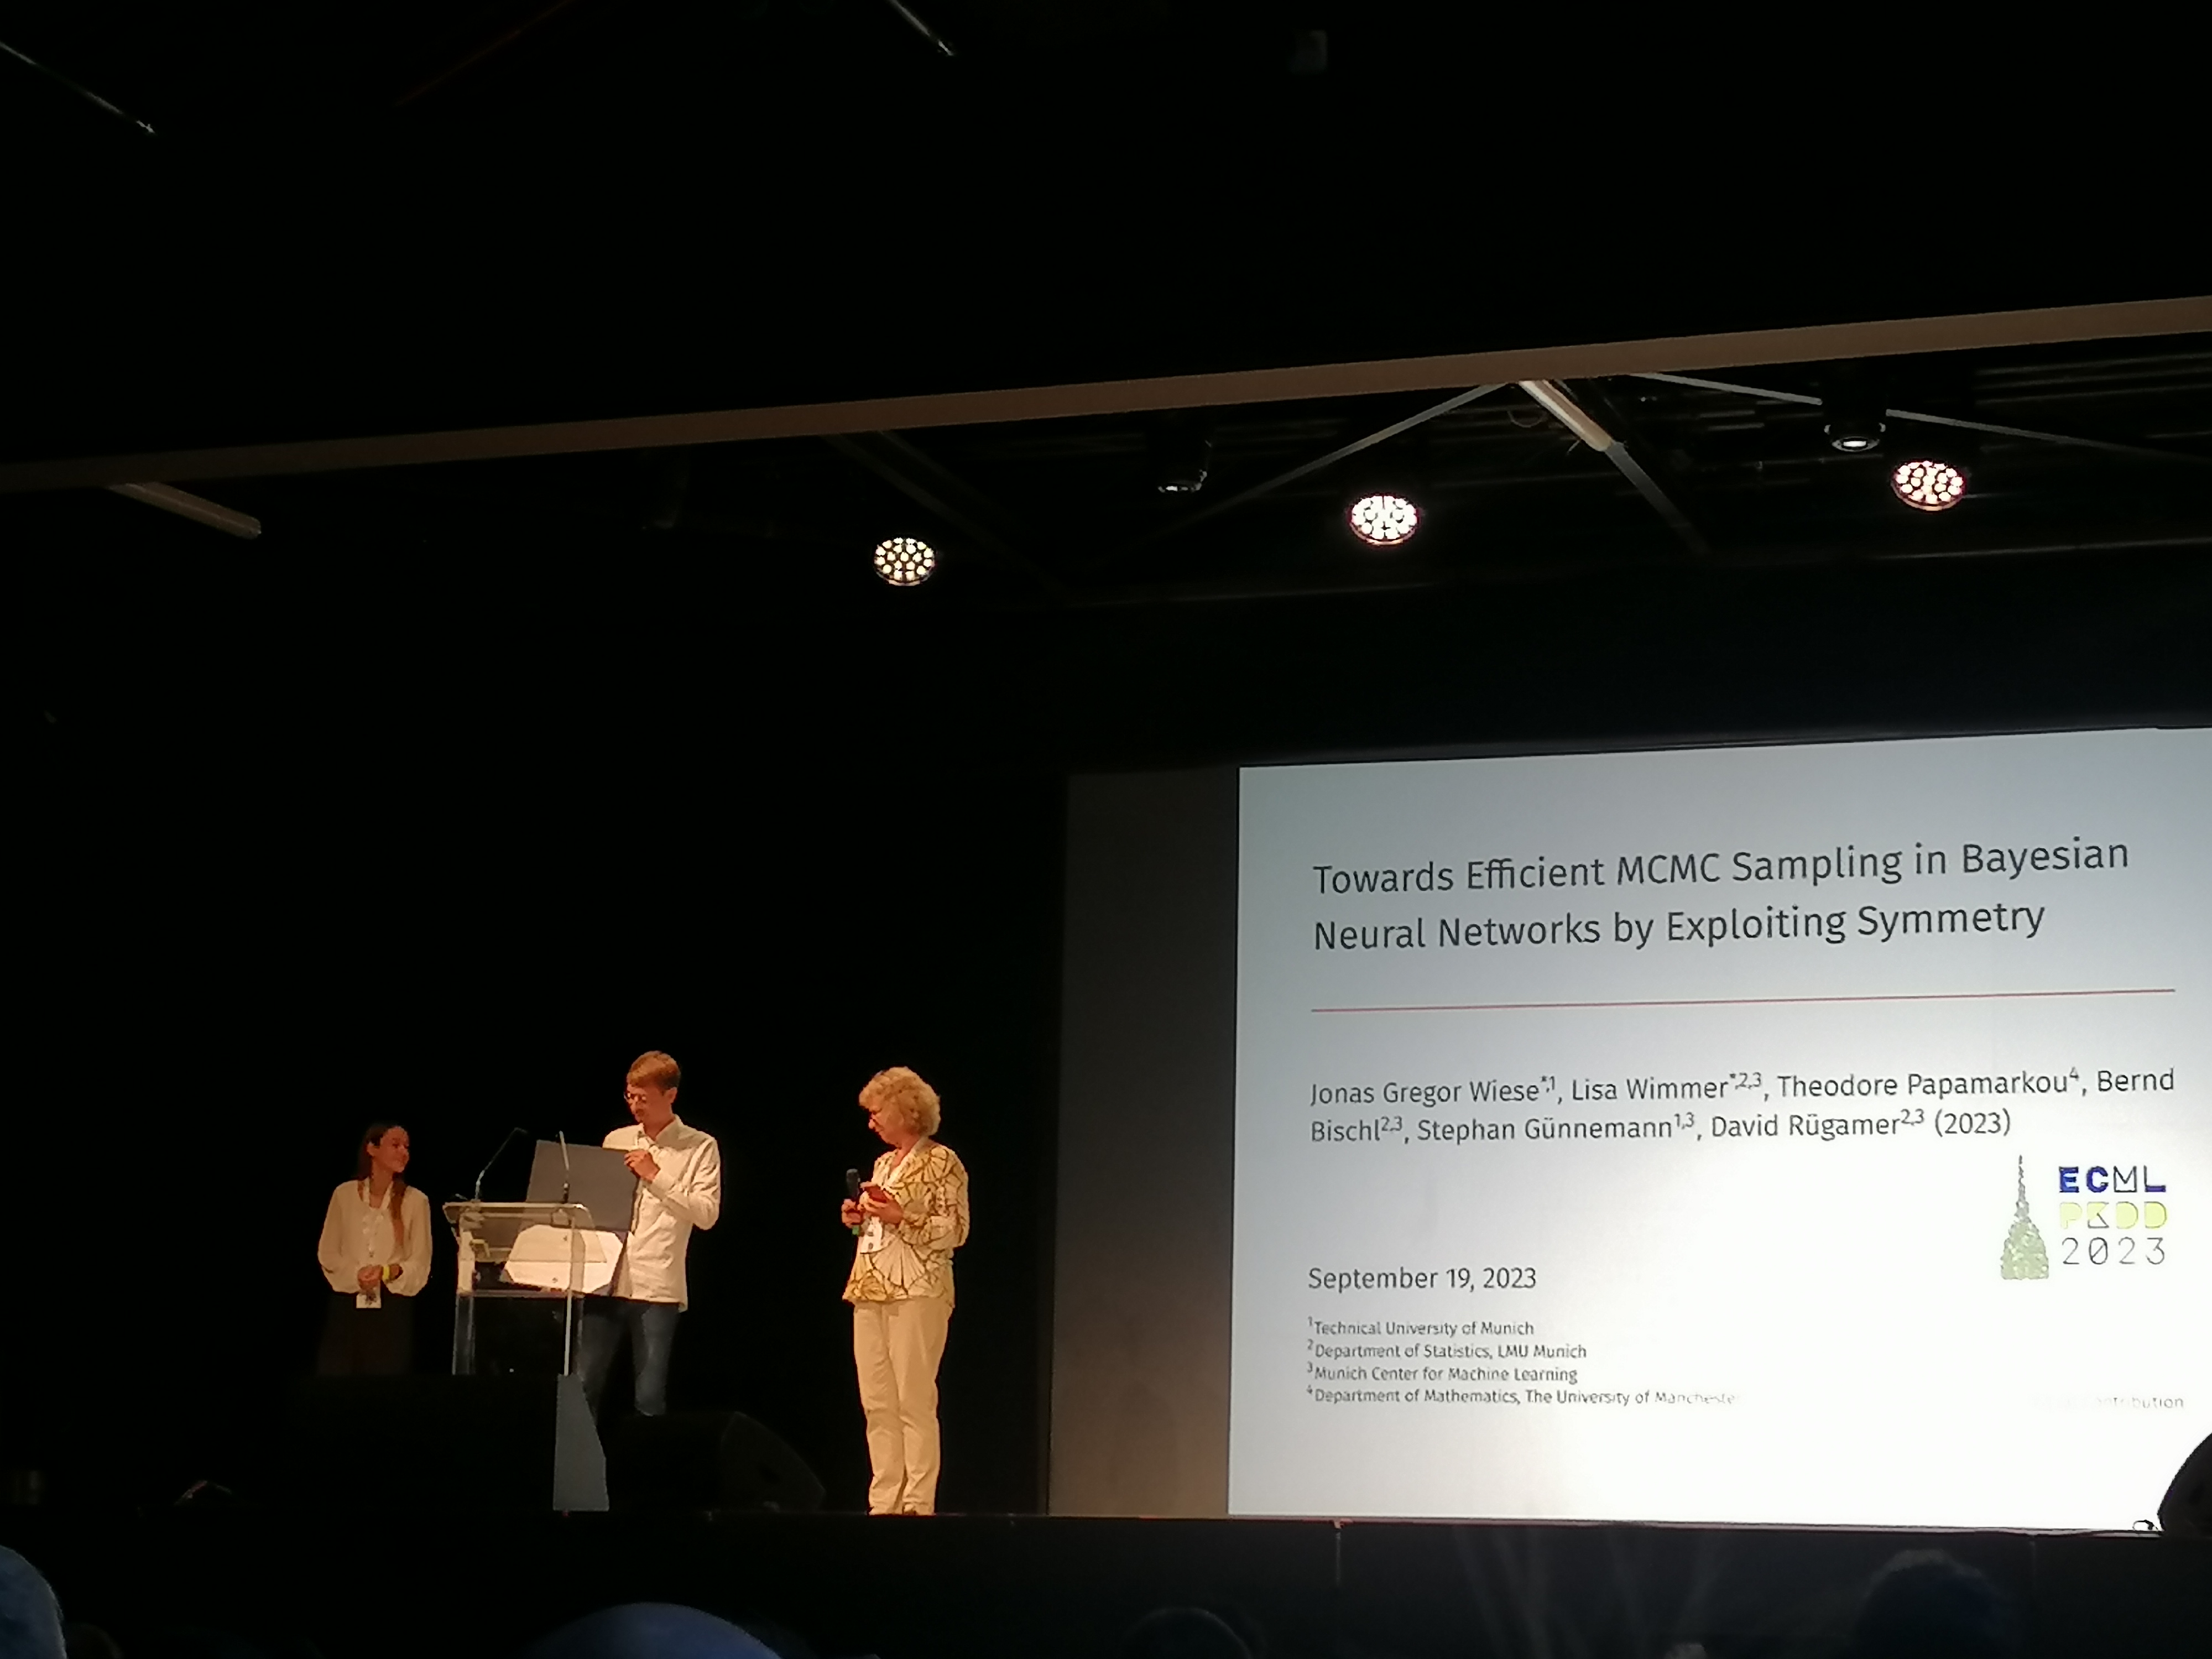 Towards Efficient MCMC Sampling in Bayesian
Neural Networks by Exploiting Symmetry
Jonas Gregor Wiese*,1, Lisa Wimmer*,2,3, Theodore Papamarkou4, Bernd
Bischl2,3, Stephan Günnemann1,3, David Rügamer2,3 (2023)
ECML
PKDD
2023
September 19, 2023
1Technical University of Munich
2Department of Statistics, LMU Munich
3Munich Center for Machine Learning
4Department of Mathematics, The University of Manchester